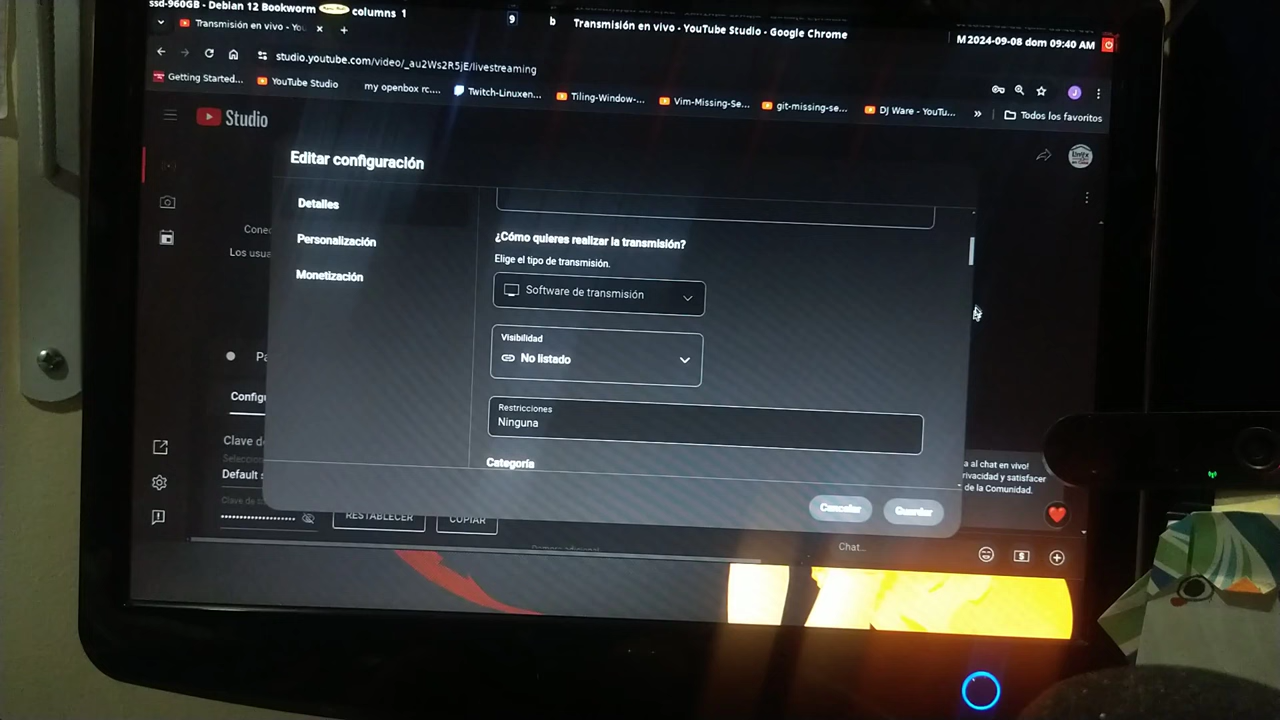 ssd-960GB - Debian 12 Bookworm
columns 1
9
b
Transmisión en vivo - YouTube Studio - Google Chrome
M2024-09-08 dom 09:40 AM
Transmisión en vivo - You
studio.youtube.com/video/_au2Ws2R5jE/livestreaming
Getting Started...
YouTube Studio
my openbox rc....
Twitch-Linuxen...
Tiling-Window-...
Vim-Missing-Se...
git-missing-se...
DJ Ware - YouTu...
Todos los favoritos
J
Studio
Editar configuración
Detalles
Personalización
Monetización
¿Cómo quieres realizar la transmisión?
Elige el tipo de transmisión.
Software de transmisión
Visibilidad
No listado
Restricciones
Ninguna
Categoría
Cancelar
Guardar
Conec
Los usua
Pa
Configu
Clave de
Default s
RESTABLECER
COPIAR
a al chat en vivo!
rivacidad y satisfacer
de la Comunidad.
Chat...